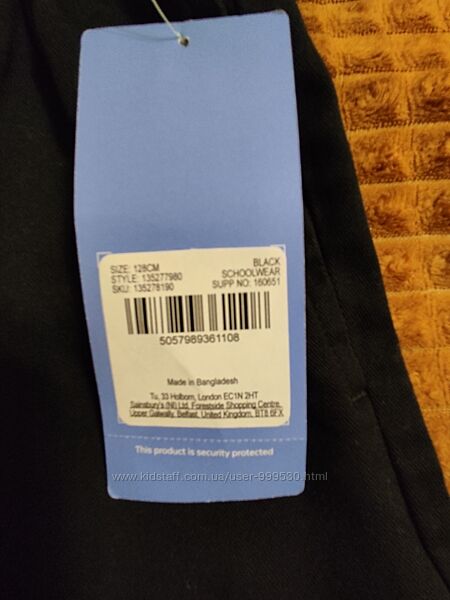 SIZE: 128CM BLACK
STYLE: 135277980 SCHOOLWEAR
SKU: 135278190 SUPP NO: 160651
5057989361108
Made in Bangladesh
Tu, 33 Holborn, London EC1N 2HT
Sainsbury's (NI) Ltd, Forestside Shopping Centre,
Upper Galwally, Belfast, United Kingdom, BT8 6FX
This product is security protected
www.kidstaff.com.ua/user-999530.html